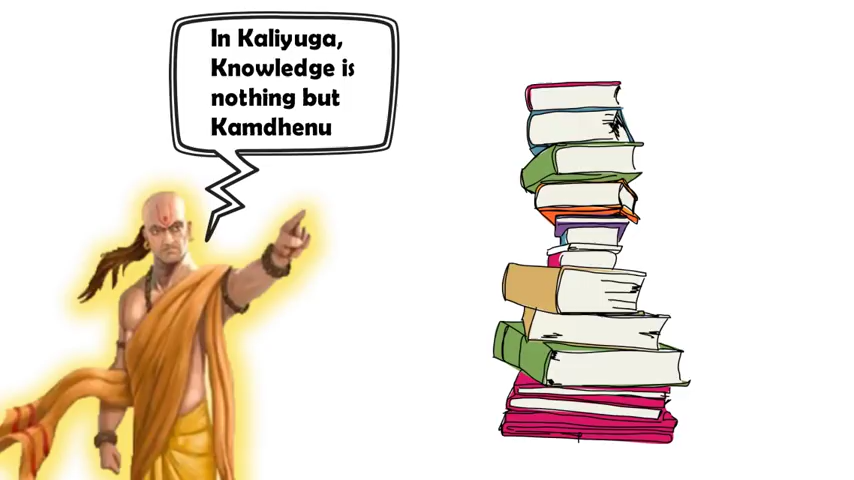 In Kaliyuga,
Knowledge is
nothing but
Kamdhenu